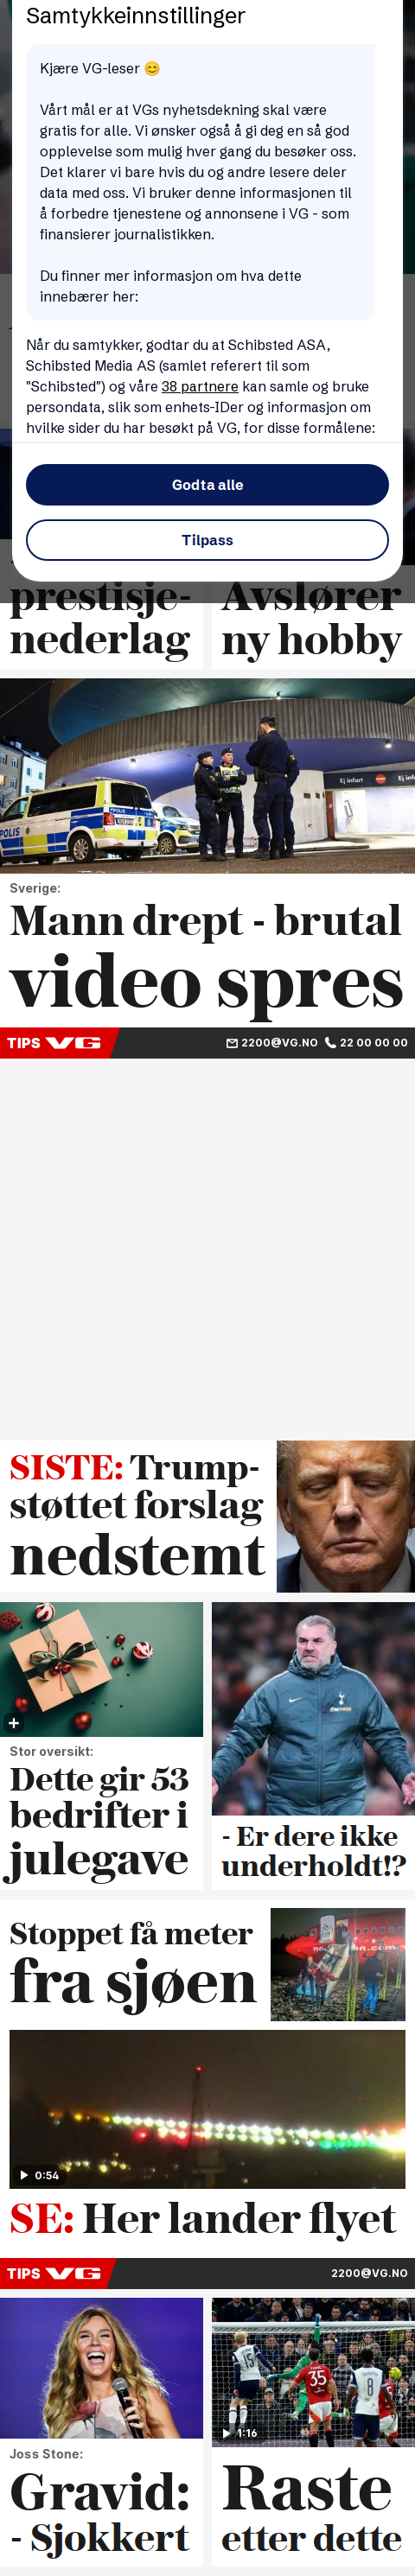 Samtykkeinnstillinger
Kjære VG-leser 😊
Vårt mål er at VGs nyhetsdekning skal være
gratis for alle. Vi ønsker også å gi deg en så god
opplevelse som mulig hver gang du besøker oss.
Det klarer vi bare hvis du og andre lesere deler
data med oss. Vi bruker denne informasjonen til
å forbedre tjenestene og annonsene i VG - som
finansierer journalistikken.
Du finner mer informasjon om hva dette
innebærer her:
Når du samtykker, godtar du at Schibsted ASA,
Schibsted Media AS (samlet referert til som
"Schibsted") og våre 38 partnere kan samle og bruke
persondata, slik som enhets-IDer og informasjon om
hvilke sider du har besøkt på VG, for disse formålene:
Godta alle
Tilpass
prestisje-
nederlag
Avslører
ny hobby
POLIS
Ej infart
Ej inf
Sverige:
Mann drept - brutal
video spres
TIPS VG 2200@VG.NO 22 00 00 00
SISTE: Trump-
støttet forslag
nedstemt
Stor oversikt:
Dette gir 53
bedrifter i
julegave
- Er dere ikke
underholdt!?
Stoppet få meter
fra sjøen
0:54
SE: Her lander flyet
TIPS VG 2200@VG.NO
Joss Stone:
Gravid:
- Sjokkert
15
35
8
1:16
Raste
etter dette